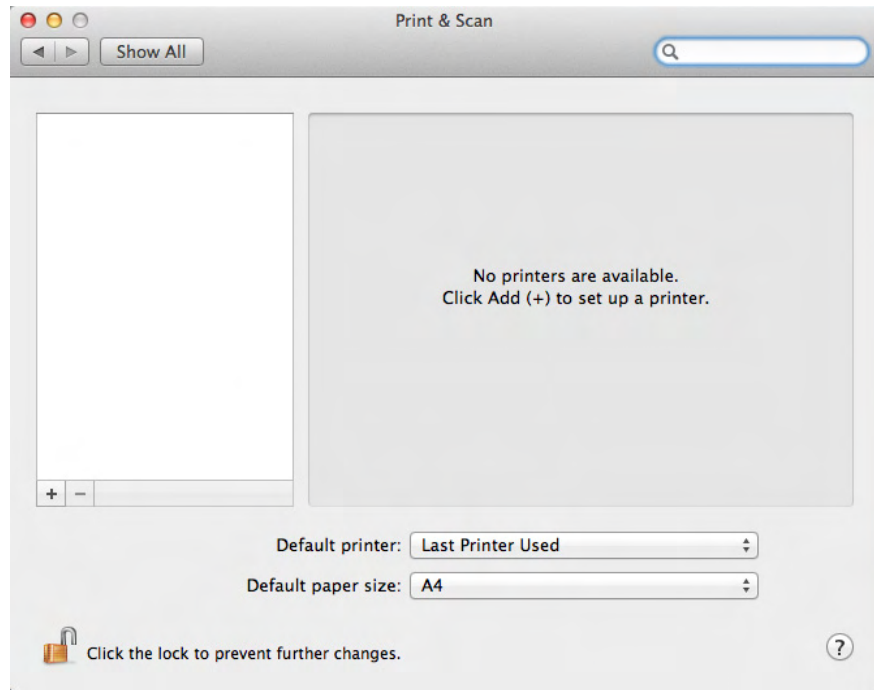 Print & Scan
Show All
No printers are available.
Click Add (+) to set up a printer.
+ −
Default printer: Last Printer Used
Default paper size: A4
Click the lock to prevent further changes.
?